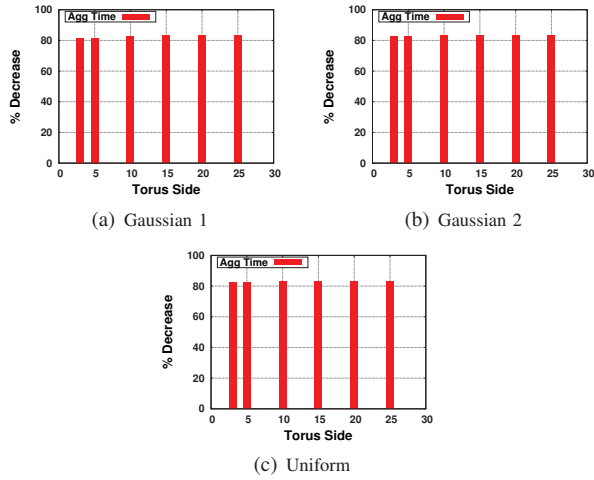 100
80
60
40
20
0
% Decrease
Agg Time
0 5 10 15 20 25 30
Torus Side
(a) Gaussian 1
100
80
60
40
20
0
% Decrease
Agg Time
0 5 10 15 20 25 30
Torus Side
(b) Gaussian 2
100
80
60
40
20
0
% Decrease
Agg Time
0 5 10 15 20 25 30
Torus Side
(c) Uniform